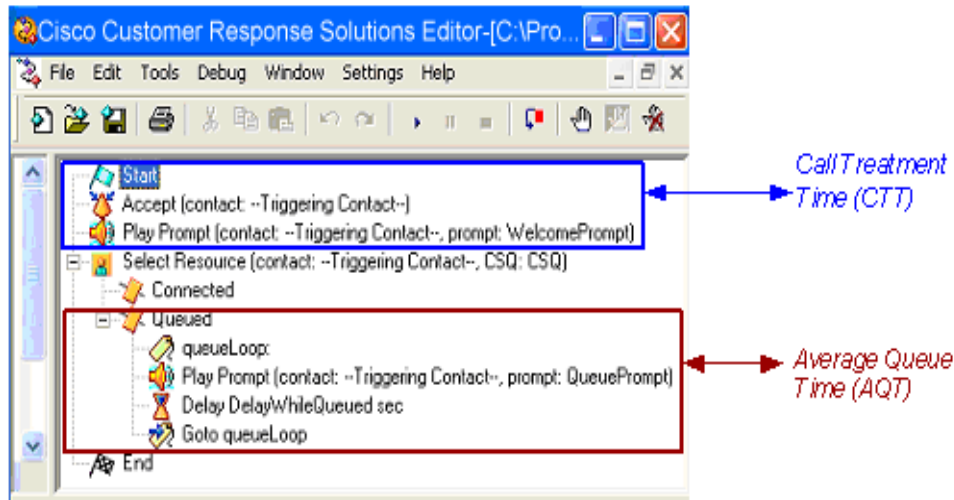 Cisco Customer Response Solutions Editor-[C:\Pro...
File Edit Tools Debug Window Settings Help
Start
Accept (contact: --Triggering Contact--)
Play Prompt (contact: --Triggering Contact--, prompt: WelcomePrompt)
Select Resource (contact: --Triggering Contact--, CSQ: CSQ)
Connected
Queued
queueLoop:
Play Prompt (contact: --Triggering Contact--, prompt: QueuePrompt)
Delay DelayWhileQueued sec
Goto queueLoop
End
Call Treatment
Time (CTT)
Average Queue
Time (AQT)